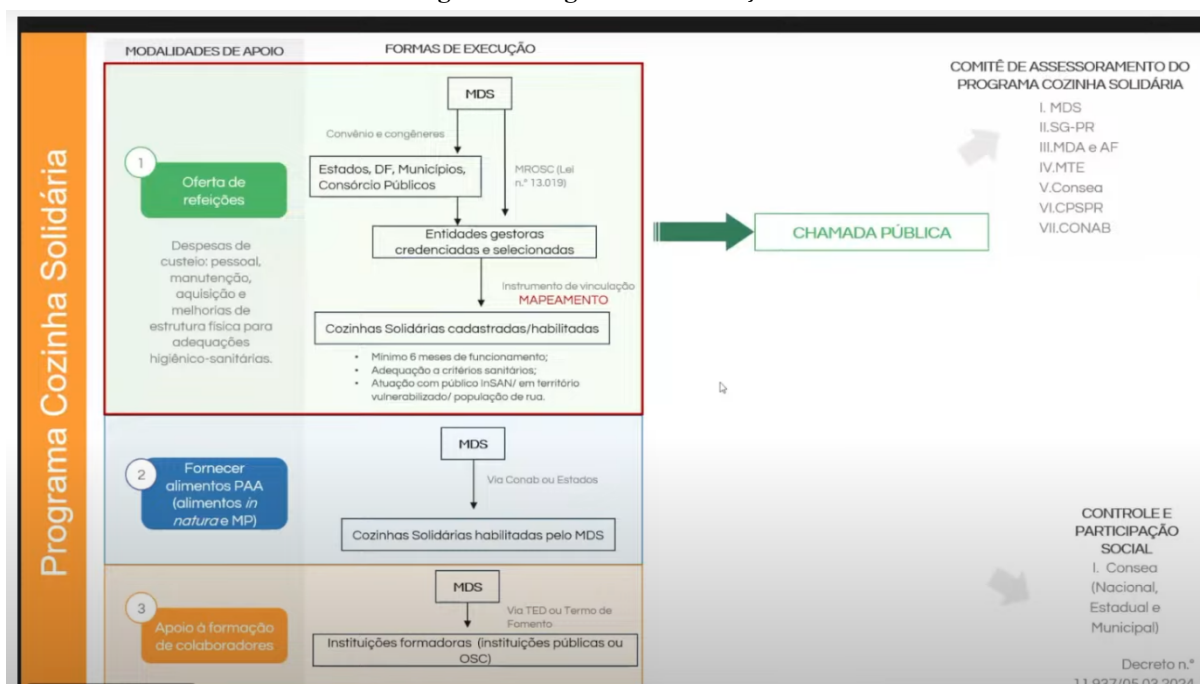 Programa Cozinha Solidária
MODALIDADES DE APOIO
FORMAS DE EXECUÇÃO
1
Oferta de
refeições
Despesas de
custeio: pessoal,
manutenção,
aquisição e
melhorias de
estrutura física para
adequações
higiênico-sanitárias.
MDS
Convênio e congêneres
Estados, DF, Municípios,
Consórcio Públicos
MROSC (Lei
n.° 13.019)
Entidades gestoras
credenciadas e selecionadas
Instrumento de vinculação
MAPEAMENTO
Cozinhas Solidárias cadastradas/habilitadas
• Mínimo 6 meses de funcionamento;
• Adequação a critérios sanitários;
• Atuação com público InSAN/ em território
vulnerabilizado/ população de rua.
CHAMADA PÚBLICA
COMITÊ DE ASSESSORAMENTO DO
PROGRAMA COZINHA SOLIDÁRIA
I. MDS
II.SG-PR
III.MDA e AF
IV.MTE
V.Consea
VI.CPSPR
VII.CONAB
2
Fornecer
alimentos PAA
(alimentos in
natura e MP)
MDS
Via Conab ou Estados
Cozinhas Solidárias habilitadas pelo MDS
3
Apoio à formação
de colaboradores
MDS
Via TED ou Termo de
Fomento
Instituições formadoras (instituições públicas ou
OSC)
CONTROLE E
PARTICIPAÇÃO
SOCIAL
I. Consea
(Nacional,
Estadual e
Municipal)
Decreto n.°
11.937/05.03.2024